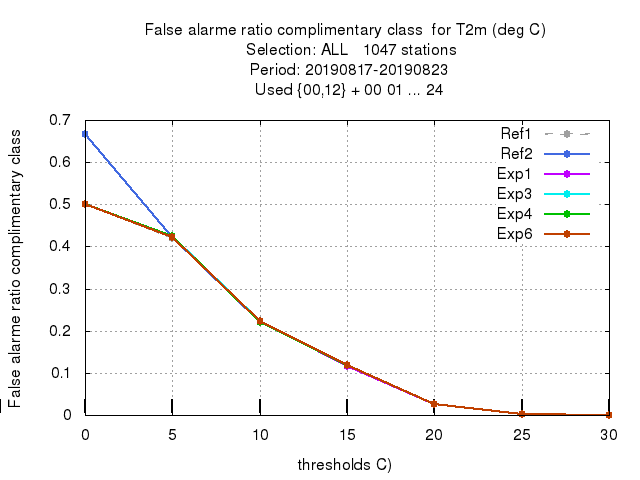 False alarme ratio complimentary class  for T2m (deg C)
Selection: ALL   1047 stations
Period: 20190817-20190823
Used {00,12} + 00 01 ... 24
False alarme ratio complimentary class
0.7
0.6
0.5
0.4
0.3
0.2
0.1
0
Ref1
Ref2
Exp1
Exp3
Exp4
Exp6
0 5 10 15 20 25 30
thresholds C)